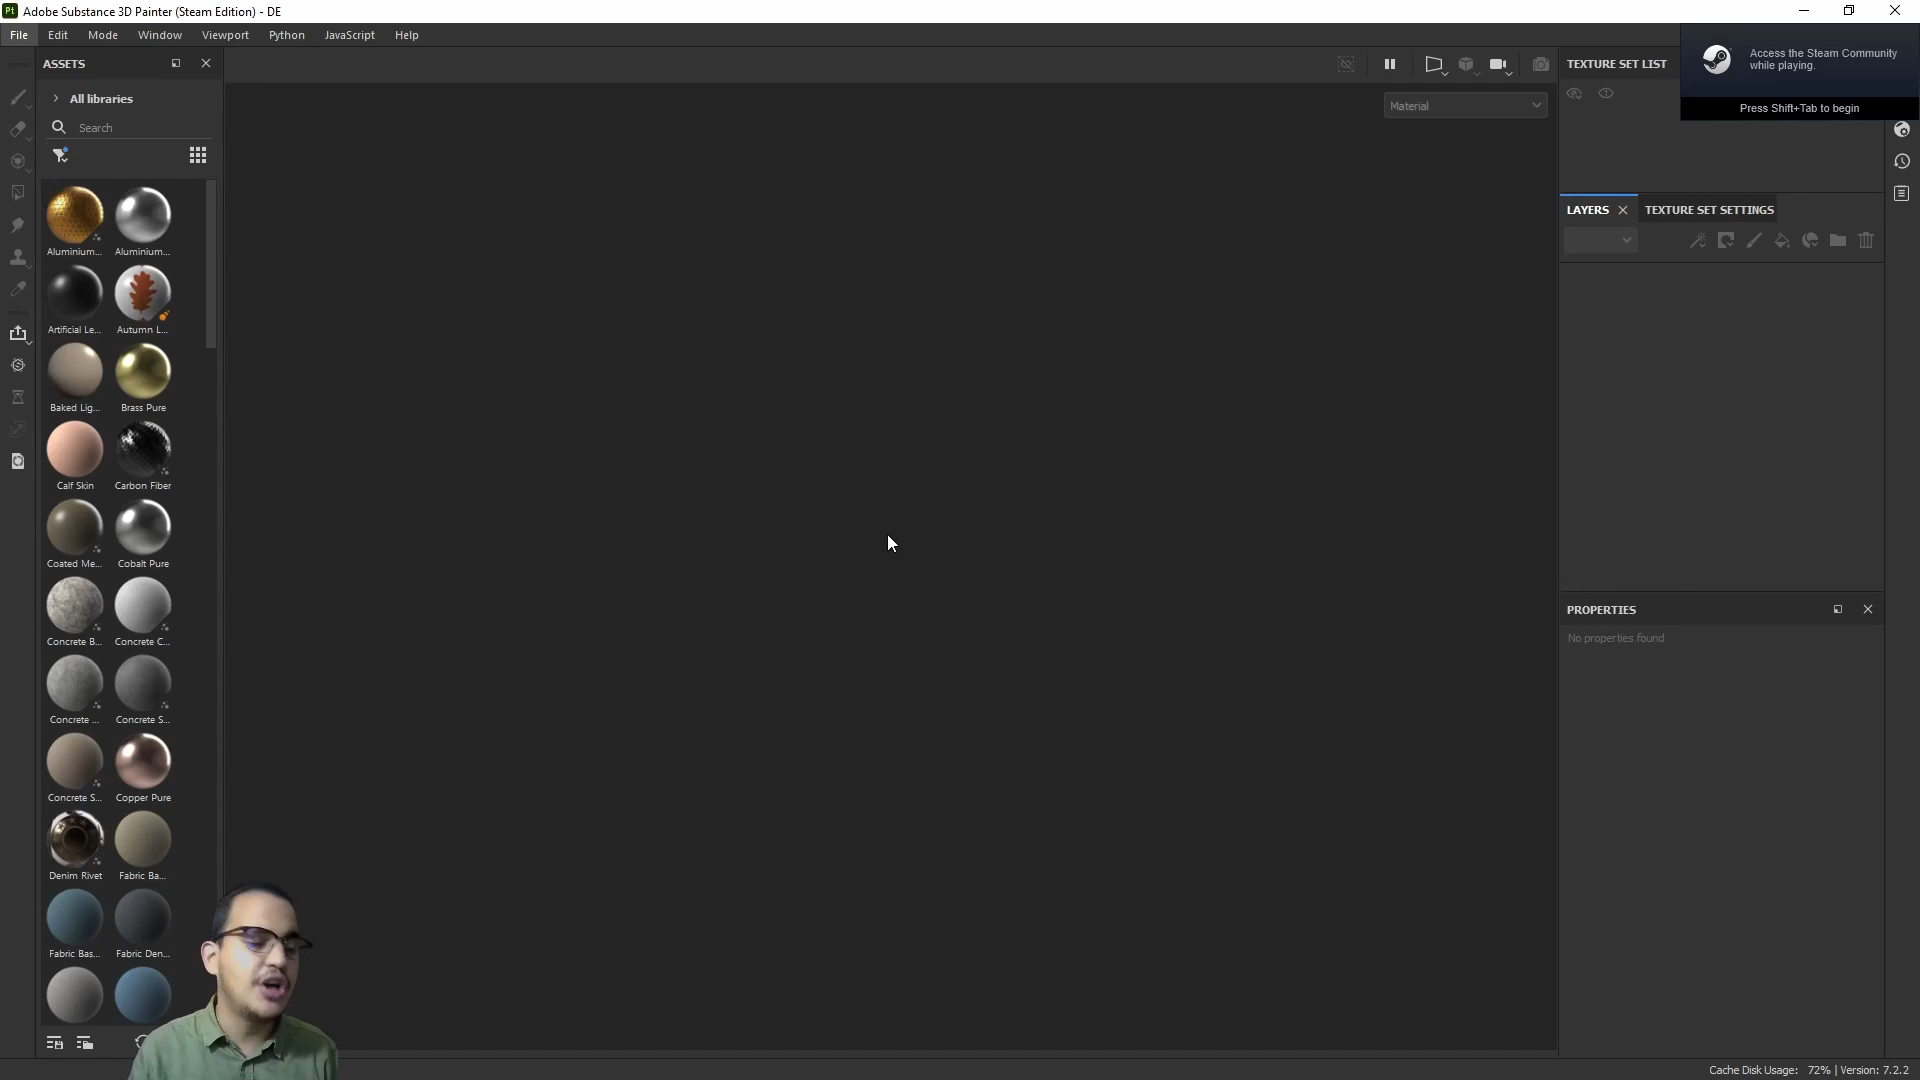 Pt Adobe Substance 3D Painter (Steam Edition) - DE
File Edit Mode Window Viewport Python JavaScript Help
ASSETS
All libraries
Search
Aluminium... Aluminium...
Artificial Le... Autumn L...
Baked Lig... Brass Pure
Calf Skin Carbon Fiber
Coated Me... Cobalt Pure
Concrete B... Concrete C...
Concrete ... Concrete S...
Concrete S... Copper Pure
Denim Rivet Fabric Ba...
Fabric Bas... Fabric Den...
Material
TEXTURE SET LIST
Access the Steam Community
while playing.
Press Shift+Tab to begin
LAYERS TEXTURE SET SETTINGS
PROPERTIES
No properties found
Cache Disk Usage: 72% | Version: 7.2.2